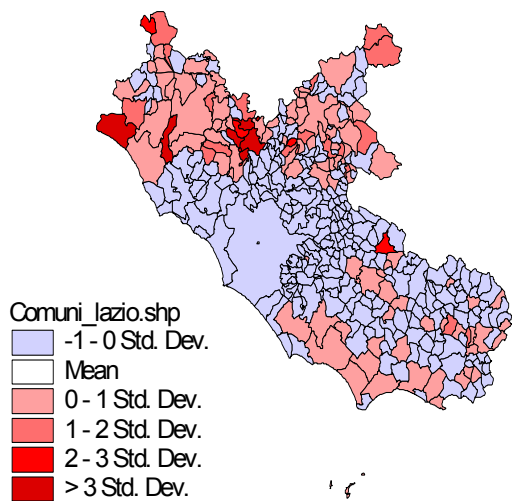 Comuni_lazio.shp
-1 - 0 Std. Dev.
Mean
0 - 1 Std. Dev.
1 - 2 Std. Dev.
2 - 3 Std. Dev.
> 3 Std. Dev.